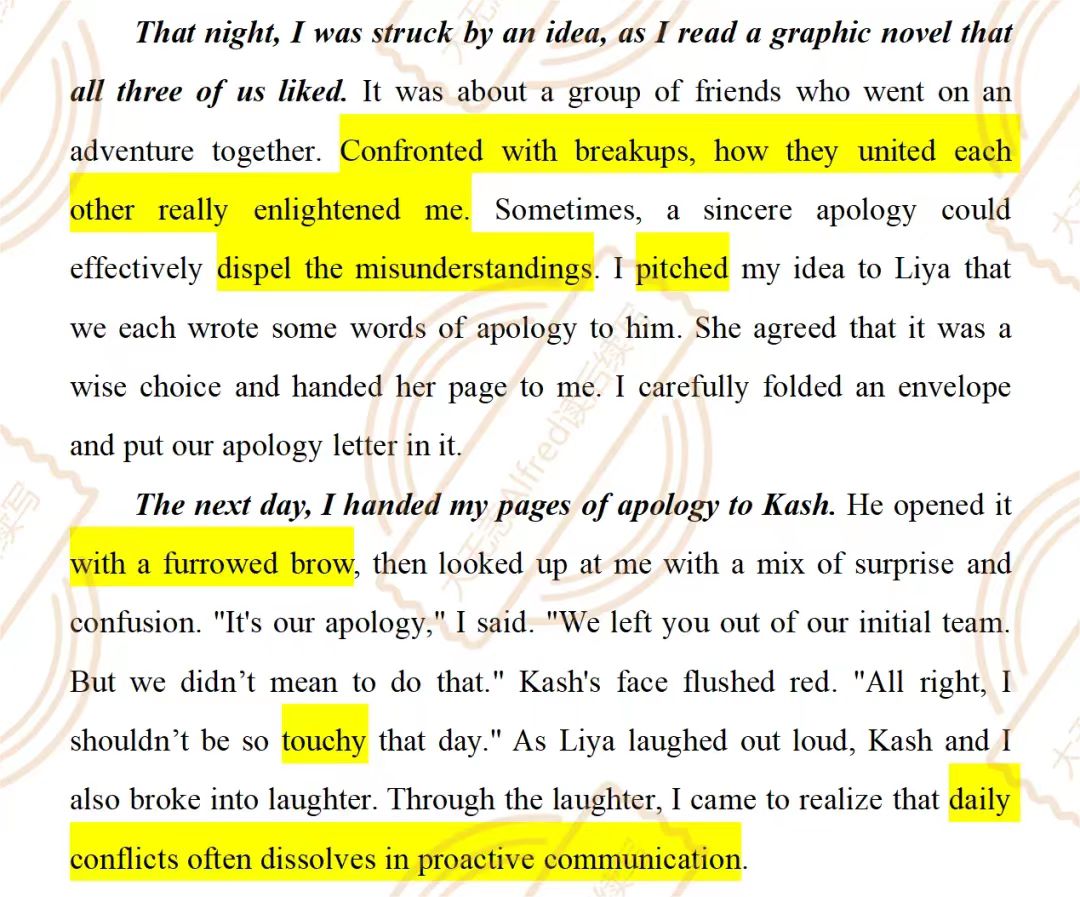 That night, I was struck by an idea, as I read a graphic novel that
all three of us liked. It was about a group of friends who went on an
adventure together. Confronted with breakups, how they united each
other really enlightened me. Sometimes, a sincere apology could
effectively dispel the misunderstandings. I pitched my idea to Liya that
we each wrote some words of apology to him. She agreed that it was a
wise choice and handed her page to me. I carefully folded an envelope
and put our apology letter in it.
The next day, I handed my pages of apology to Kash. He opened it
with a furrowed brow, then looked up at me with a mix of surprise and
confusion. "It's our apology," I said. "We left you out of our initial team.
But we didn’t mean to do that." Kash's face flushed red. "All right, I
shouldn’t be so touchy that day." As Liya laughed out loud, Kash and I
also broke into laughter. Through the laughter, I came to realize that daily
conflicts often dissolves in proactive communication.